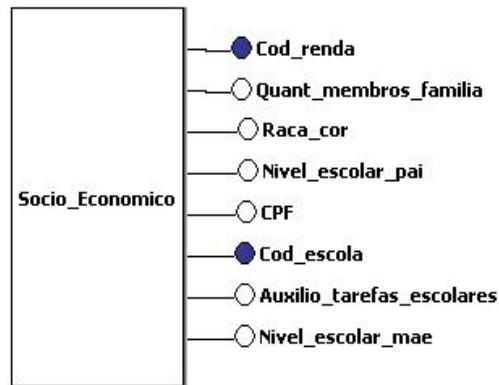 Cod_renda
Quant_membros_familia
Raca_cor
Nivel_escolar_pai
Socio_Economico
CPF
Cod_escola
Auxilio_tarefas_escolares
Nivel_escolar_mae